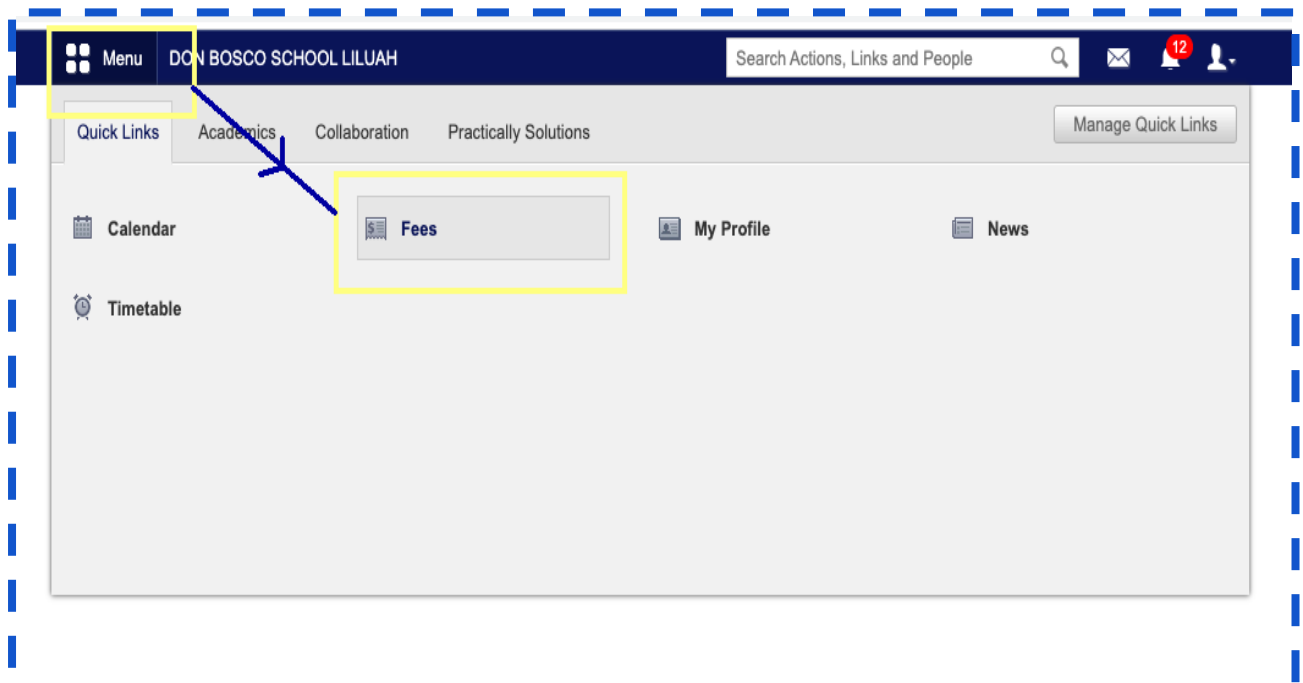 Menu DON BOSCO SCHOOL LILUAH Search Actions, Links and People 12
Quick Links Academics Collaboration Practically Solutions Manage Quick Links
Calendar Fees My Profile News
Timetable